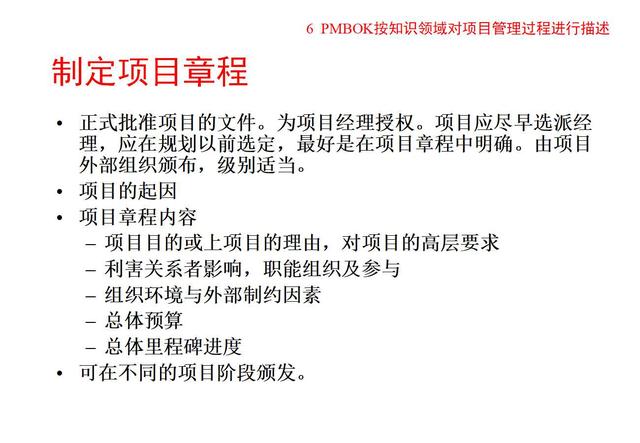 6 PMBOK按知识领域对项目管理过程进行描述
制定项目章程
• 正式批准项目的文件。为项目经理授权。项目应尽早选派经
理，应在规划以前选定，最好是在项目章程中明确。由项目
外部组织颁布，级别适当。
• 项目的起因
• 项目章程内容
– 项目目的或上项目的理由，对项目的高层要求
– 利害关系者影响，职能组织及参与
– 组织环境与外部制约因素
– 总体预算
– 总体里程碑进度
• 可在不同的项目阶段颁发。